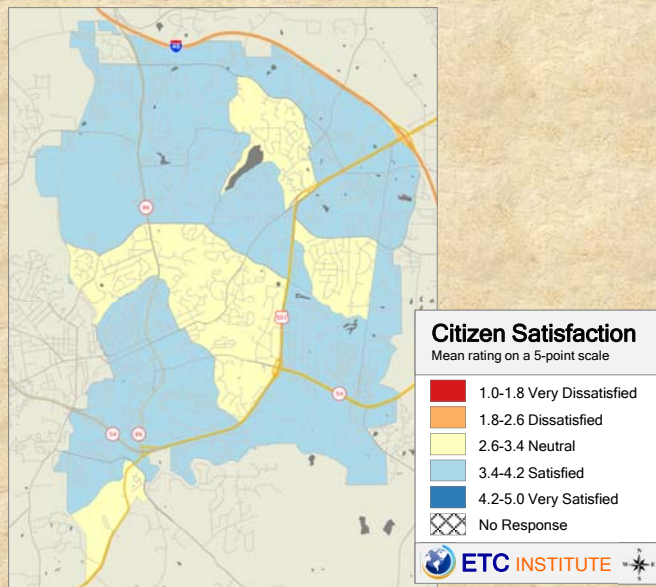 40
86
501
54
54
86
Citizen Satisfaction
Mean rating on a 5-point scale
1.0-1.8 Very Dissatisfied
1.8-2.6 Dissatisfied
2.6-3.4 Neutral
3.4-4.2 Satisfied
4.2-5.0 Very Satisfied
No Response
ETC INSTITUTE
N
W E
S